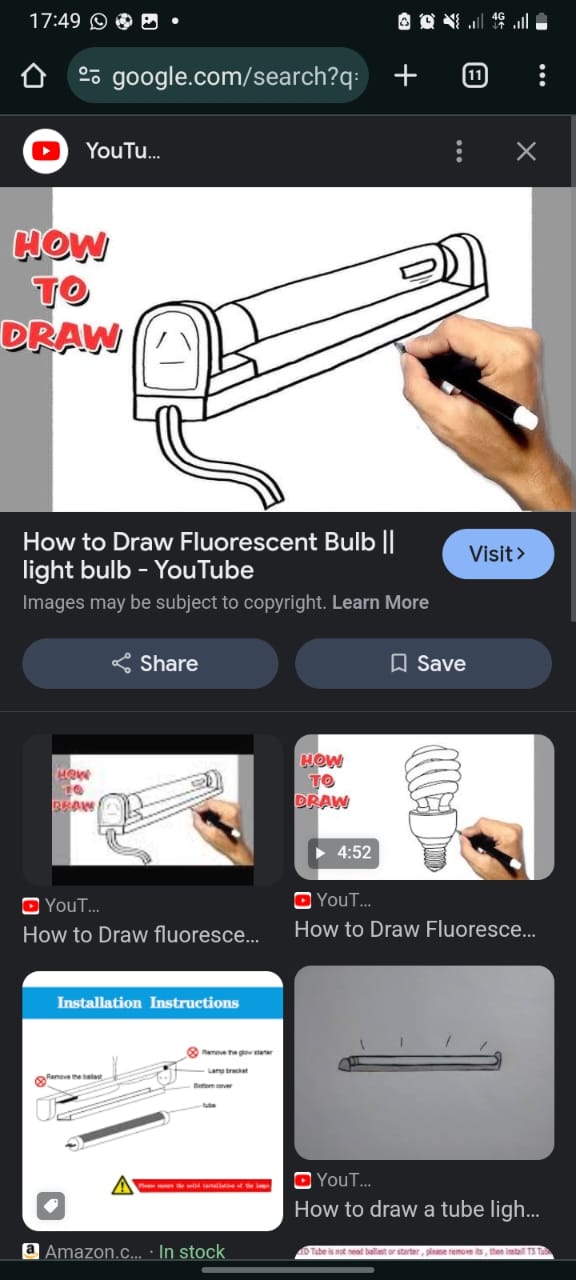 17:49
4G
google.com/search?q=
11
YouTu...
HOW
TO
DRAW
How to Draw Fluorescent Bulb ||
light bulb - YouTube
Visit
Images may be subject to copyright. Learn More
Share
Save
HOW
TO
DRAW
HOW
TO
DRAW
4:52
YouT...
How to Draw fluoresce...
YouT...
How to Draw Fluoresce...
Installation Instructions
Remove the glow starter
Remove the ballast
Lamp bracket
Bottom cover
tube
Please ensure the solid installation of the lamps
YouT...
How to draw a tube ligh...
a Amazon.c... · In stock
ED Tube is not need ballast or starter , please remove its , then install T5 Tube